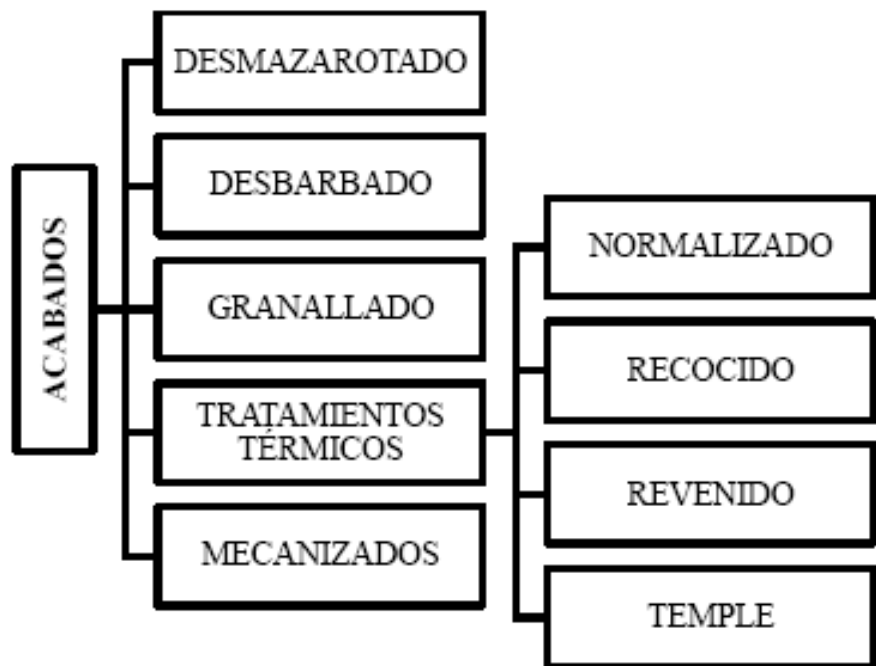 ACABADOS
DESMAZAROTADO
DESBARBADO
GRANALLADO
TRATAMIENTOS
TÉRMICOS
MECANIZADOS
NORMALIZADO
RECOCIDO
REVENIDO
TEMPLE